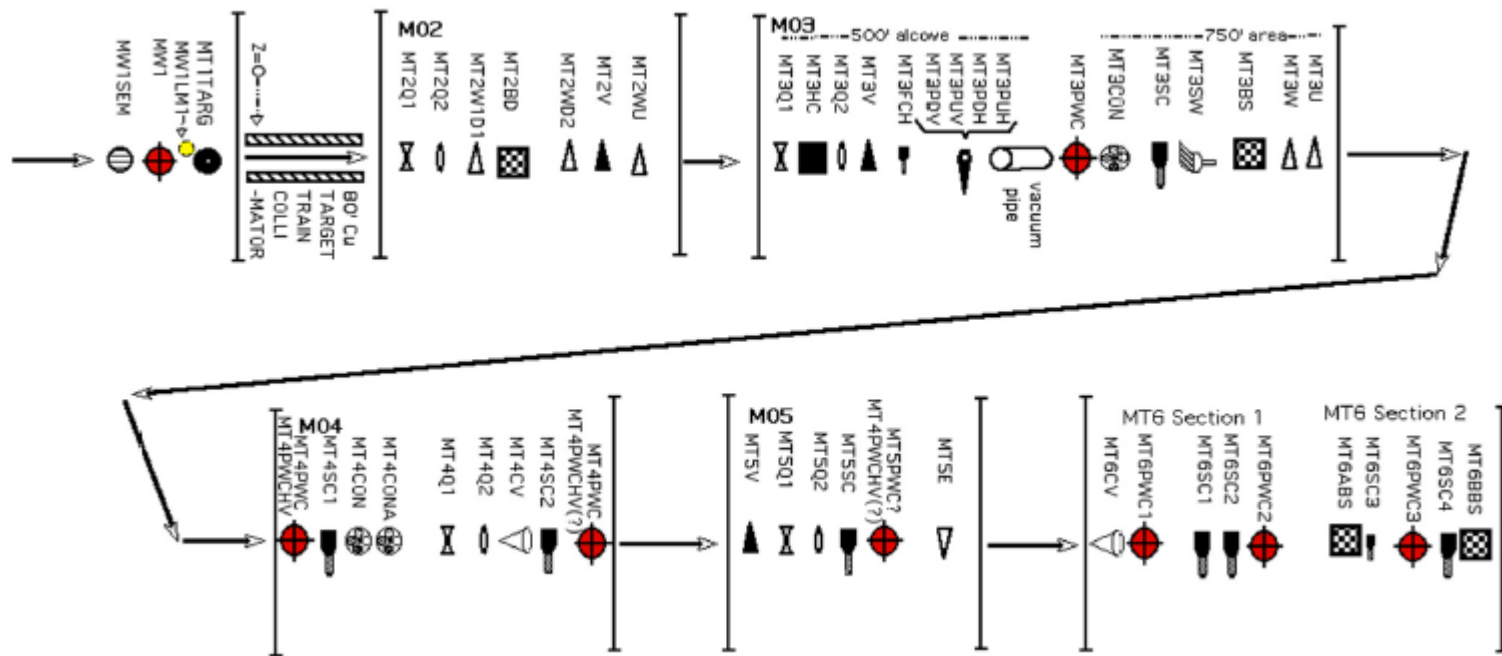 MW1SEM
MW1
MW1LM1->
MT1TARG
Z=0
-MATOR
COLLI
TRAIN
TARGET
80' Cu
M02
MT2Q1
MT2Q2
MT2W1D1
MT2BD
MT2WD2
MT2V
MT2WU
M03
500' alcove
750' area
MT3Q1
MT3HC
MT3Q2
MT3V
MT3FCH
MT3PDV
MT3PUV
MT3PDH
MT3PUH
vacuum
pipe
MT3PWC
MT3CON
MT3SC
MT3SW
MT3BS
MT3W
MT3U
M04
MT4PWCHV
MT4PWC
MT4SC1
MT4CON
MT4CONA
MT4Q1
MT4Q2
MT4CV
MT4SC2
MT4PWCHV(?)
MT4PWC
M05
MT5V
MT5Q1
MT5Q2
MT5SC
MT4PWCHV(?)
MT5PWC?
MT5E
MT6 Section 1
MT6CV
MT6PWC1
MT6SC1
MT6SC2
MT6PWC2
MT6 Section 2
MT6ABS
MT6SC3
MT6PWC3
MT6SC4
MT6BBS